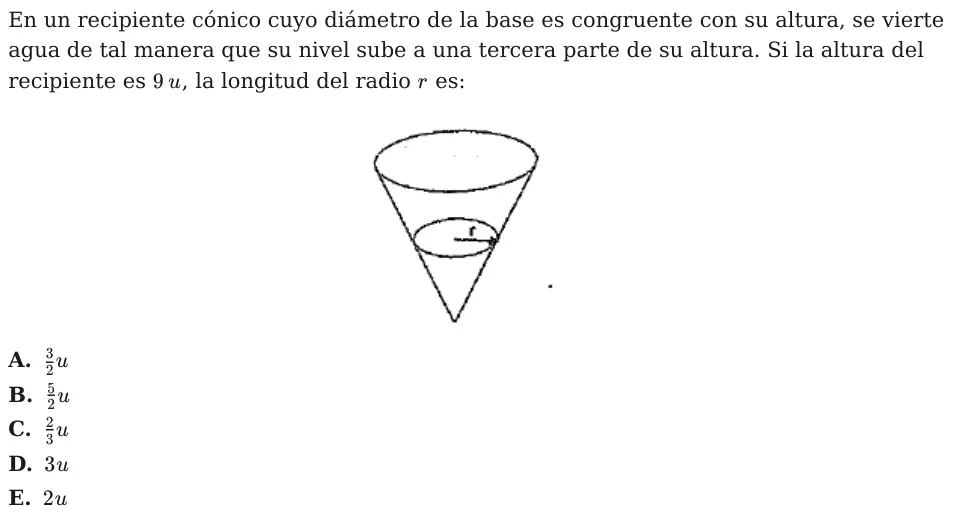 En un recipiente cónico cuyo diámetro de la base es congruente con su altura, se vierte
agua de tal manera que su nivel sube a una tercera parte de su altura. Si la altura del
recipiente es 9 u, la longitud del radio r es:
r
A. 3/2 u
B. 5/2 u
C. 2/3 u
D. 3u
E. 2u